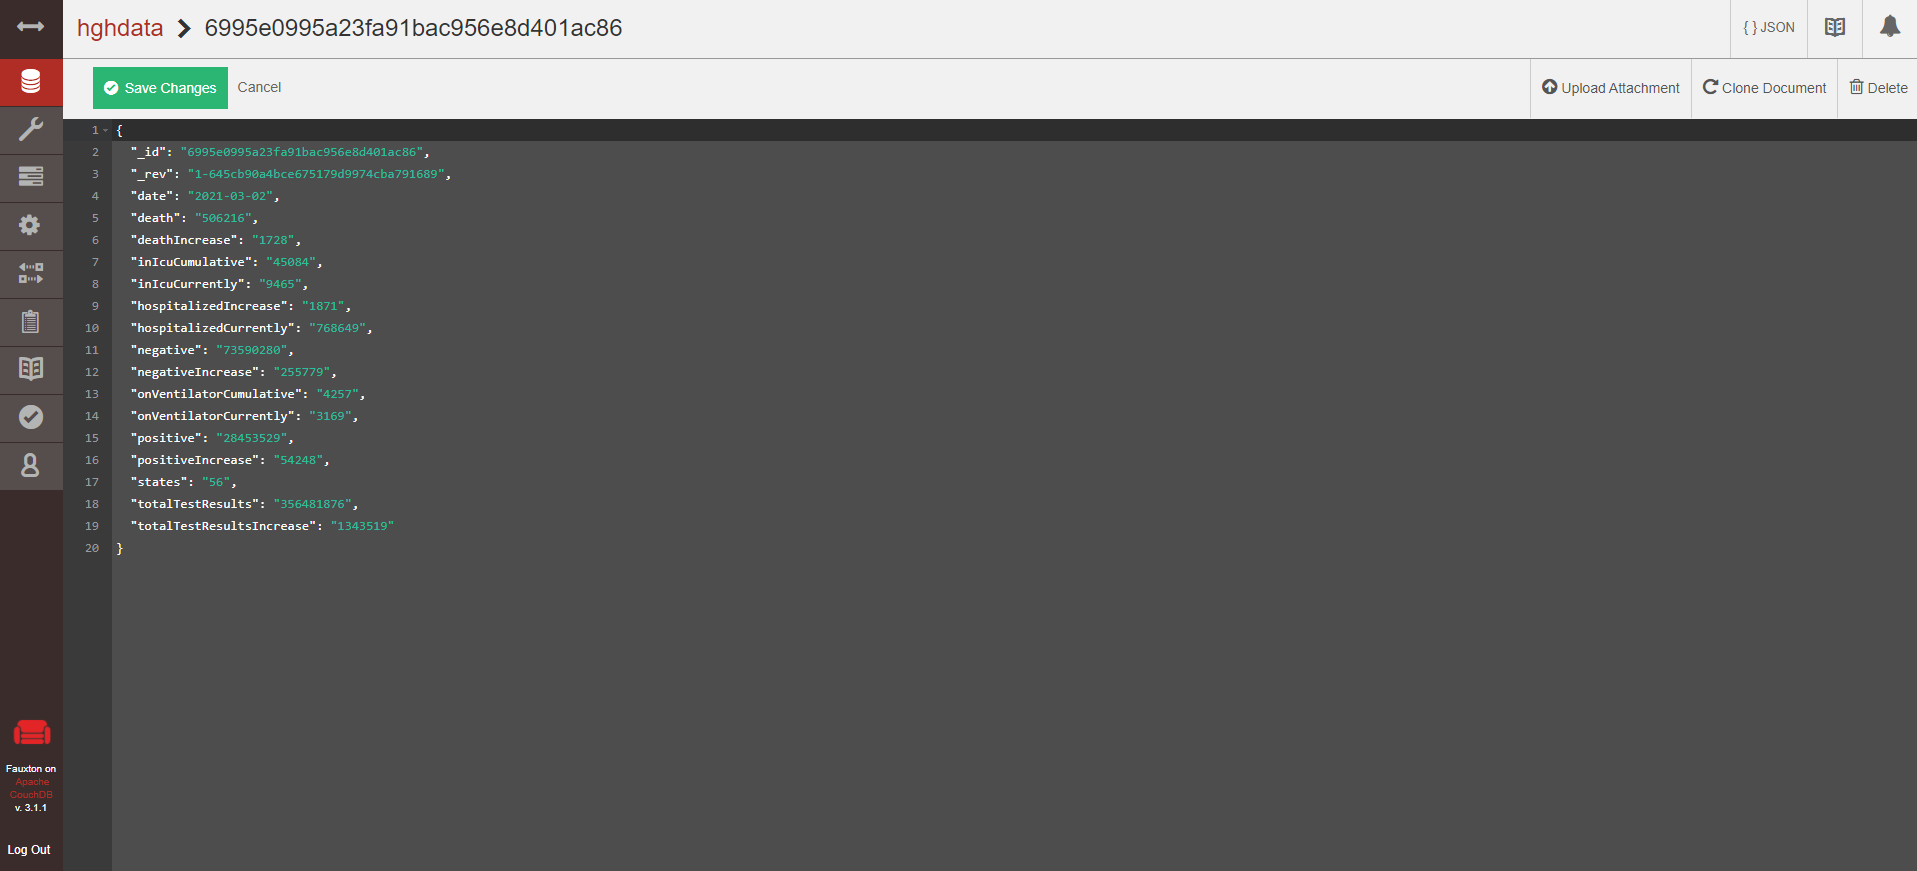 hghdata > 6995e0995a23fa91bac956e8d401ac86
{ } JSON
Save Changes Cancel
Upload Attachment Clone Document Delete
1 {
2 "_id": "6995e0995a23fa91bac956e8d401ac86",
3 "_rev": "1-645cb90a4bce675179d9974cba791689",
4 "date": "2021-03-02",
5 "death": "506216",
6 "deathIncrease": "1728",
7 "inIcuCumulative": "45084",
8 "inIcuCurrently": "9465",
9 "hospitalizedIncrease": "1871",
10 "hospitalizedCurrently": "768649",
11 "negative": "73590280",
12 "negativeIncrease": "255779",
13 "onVentilatorCumulative": "4257",
14 "onVentilatorCurrently": "3169",
15 "positive": "28453529",
16 "positiveIncrease": "54248",
17 "states": "56",
18 "totalTestResults": "356481876",
19 "totalTestResultsIncrease": "1343519"
20 }
Fauxton on
Apache
CouchDB
v. 3.1.1
Log Out